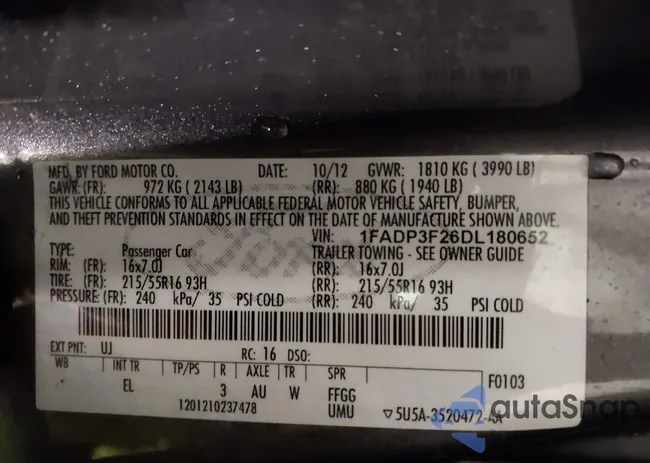 MFD. BY FORD MOTOR CO. DATE: 10/12 GVWR: 1810 KG ( 3990 LB)
GAWR: (FR): 972 KG ( 2143 LB) (RR): 880 KG ( 1940 LB)
THIS VEHICLE CONFORMS TO ALL APPLICABLE FEDERAL MOTOR VEHICLE SAFETY, BUMPER,
AND THEFT PREVENTION STANDARDS IN EFFECT ON THE DATE OF MANUFACTURE SHOWN ABOVE.
VIN: 1FADP3F26DL180652
TYPE: Passenger Car TRAILER TOWING - SEE OWNER GUIDE
RIM: (FR): 16x7.0J (RR): 16x7.0J
TIRE: (FR): 215/55R16 93H (RR): 215/55R16 93H
PRESSURE: (FR): 240 kPa/ 35 PSI COLD (RR): 240 kPa/ 35 PSI COLD
EXT PNT: UJ RC: 16 DSO:
WB INT TR TP/PS R AXLE TR SPR F0103
EL 3 AU W FFGG
1201210237478 UMU ▽5U5A-3520472-AA
autoSnap